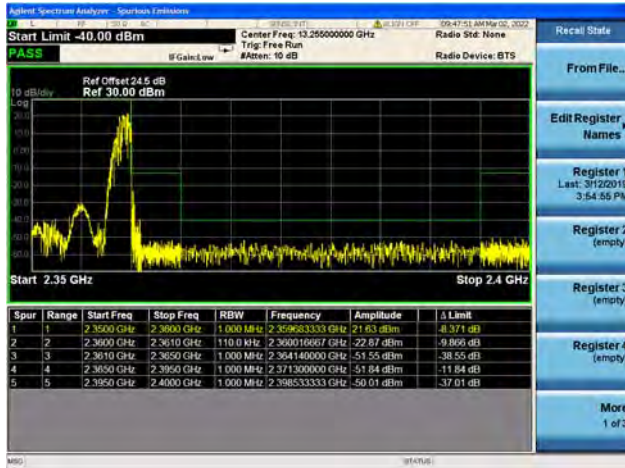 Agilent Spectrum Analyzer - Spurious Emissions
09:47:51 AM Mar 02, 2022
Start Limit -40.00 dBm
Center Freq: 13.255000000 GHz
Radio Std: None
Trig: Free Run
PASS
IFGain:Low
#Atten: 10 dB
Radio Device: BTS
Ref Offset 24.5 dB
10 dB/div
Ref 30.00 dBm
Log
Start 2.35 GHz
Stop 2.4 GHz
Spur Range Start Freq Stop Freq RBW Frequency Amplitude Δ Limit
1 1 2.3500 GHz 2.3600 GHz 1.000 MHz 2.359683333 GHz 21.63 dBm -8.371 dB
2 2 2.3600 GHz 2.3610 GHz 110.0 kHz 2.360016667 GHz -22.87 dBm -9.866 dB
3 3 2.3610 GHz 2.3650 GHz 1.000 MHz 2.364140000 GHz -51.55 dBm -38.55 dB
4 4 2.3650 GHz 2.3950 GHz 1.000 MHz 2.371300000 GHz -51.84 dBm -11.84 dB
5 5 2.3950 GHz 2.4000 GHz 1.000 MHz 2.398533333 GHz -50.01 dBm -37.01 dB
MSG
STATUS
Recall State
From File...
Edit Register
Names
Register 1
Last: 3/12/2019
3:54:55 PM
Register 2
(empty
Register 3
(empty
Register 4
(empty
More
1 of 3